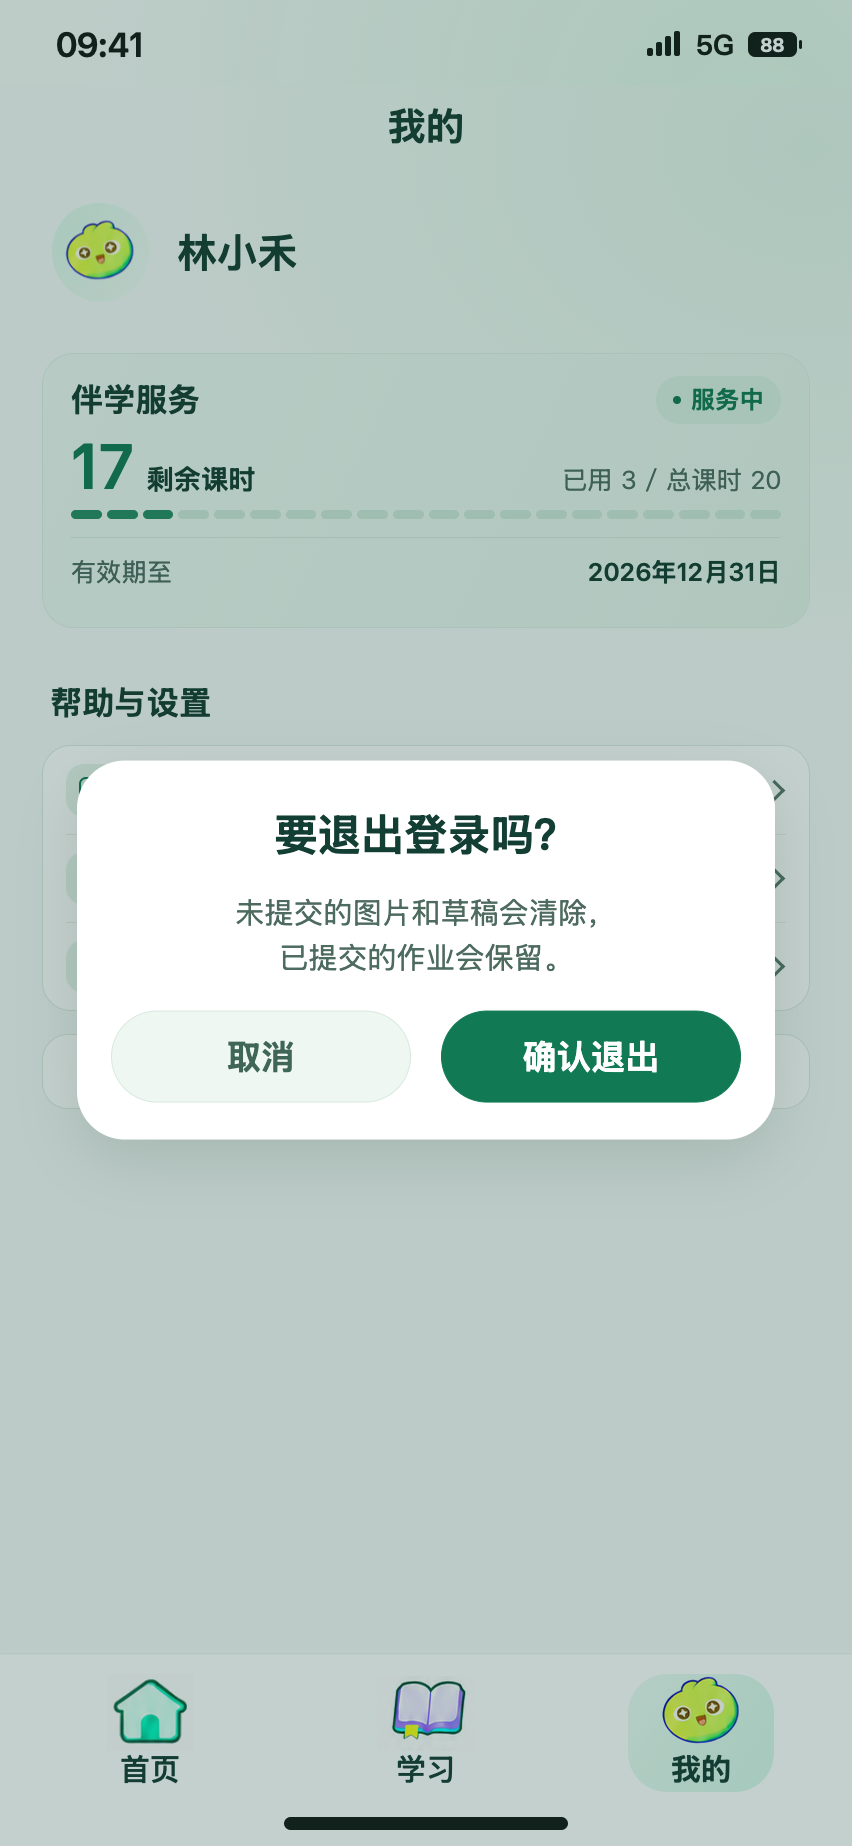 09:41
5G 88
我的
林小禾
伴学服务
服务中
17 剩余课时
已用 3 / 总课时 20
有效期至
2026年12月31日
帮助与设置
要退出登录吗?
未提交的图片和草稿会清除，
已提交的作业会保留。
取消
确认退出
首页
学习
我的